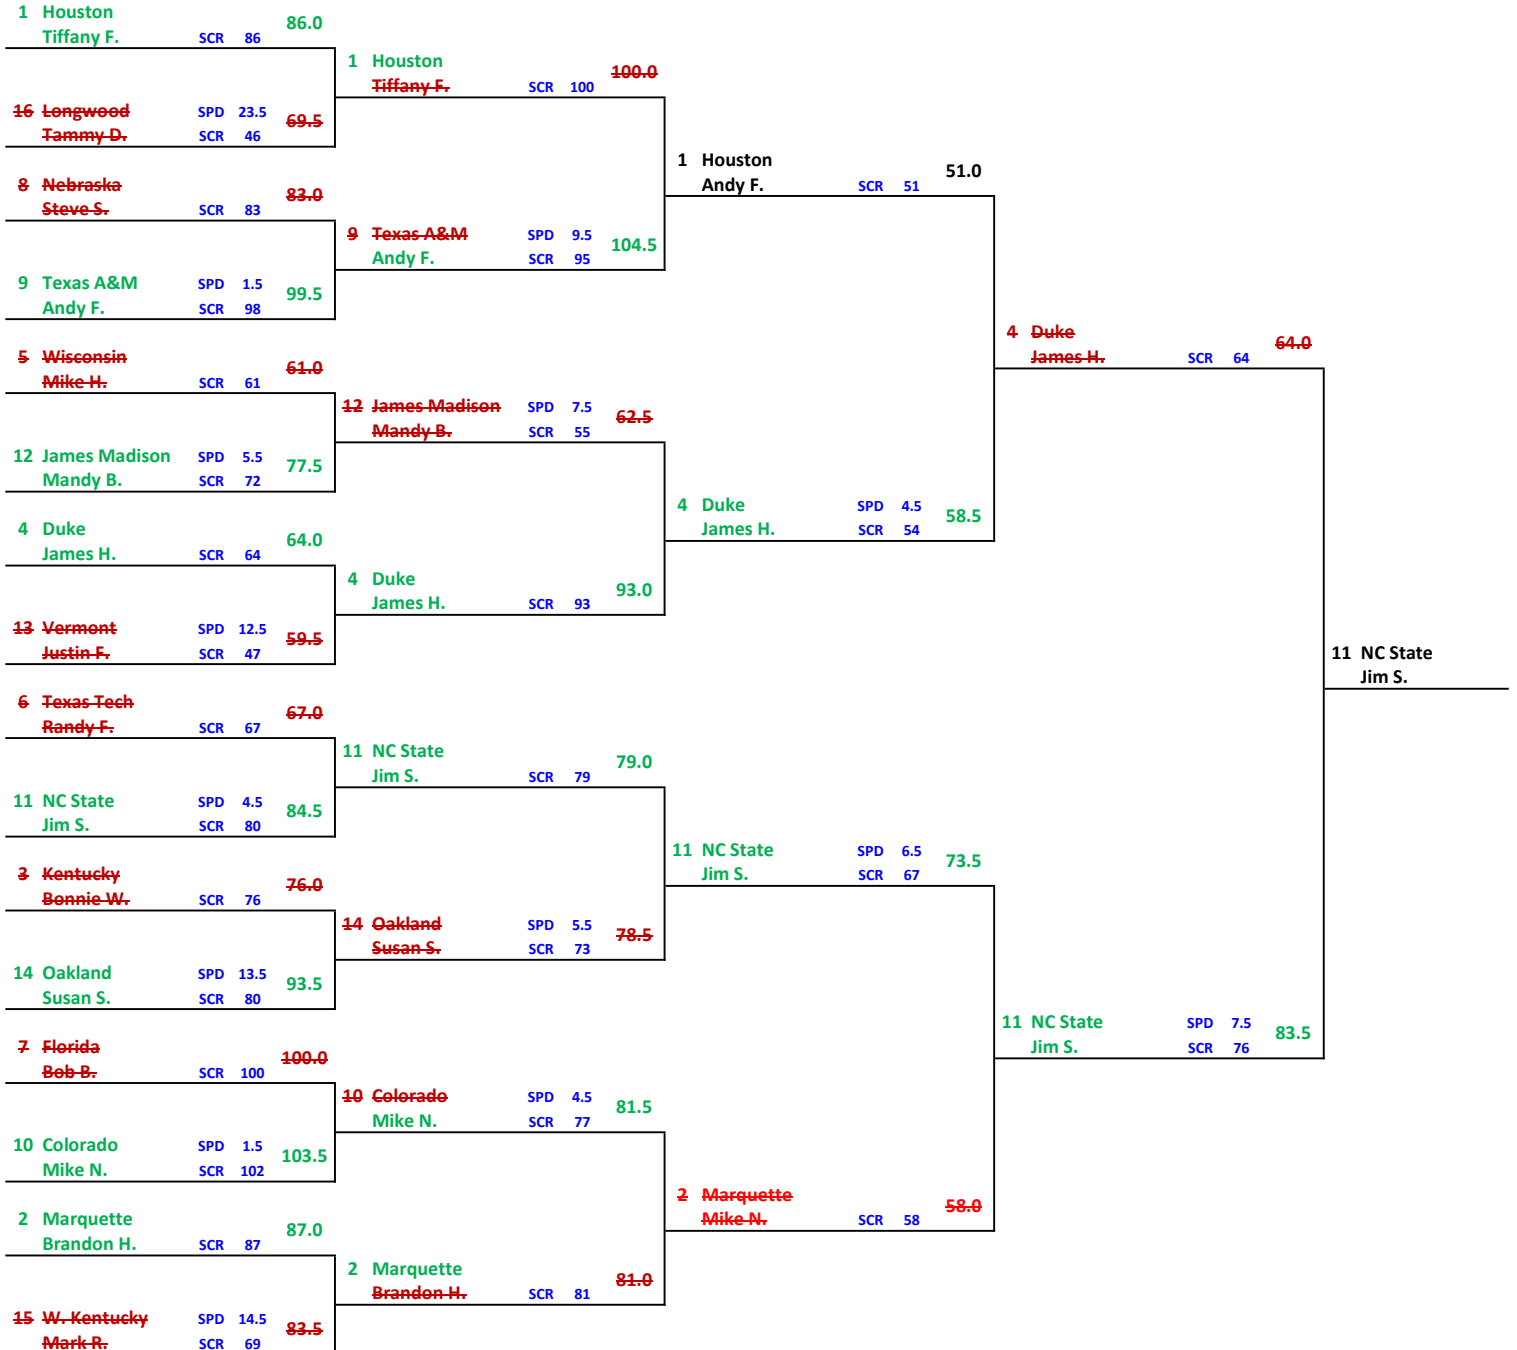 1 Houston 86.0
Tiffany F. SCR 86
1 Houston 100.0
Tiffany F. SCR 100
16 Longwood SPD 23.5 69.5
Tammy D. SCR 46
1 Houston 51.0
Andy F. SCR 51
8 Nebraska 83.0
Steve S. SCR 83
9 Texas A&M SPD 9.5 104.5
Andy F. SCR 95
9 Texas A&M SPD 1.5 99.5
Andy F. SCR 98
4 Duke 64.0
James H. SCR 64
5 Wisconsin 61.0
Mike H. SCR 61
12 James Madison SPD 7.5 62.5
Mandy B. SCR 55
12 James Madison SPD 5.5 77.5
Mandy B. SCR 72
4 Duke SPD 4.5 58.5
James H. SCR 54
4 Duke 64.0
James H. SCR 64
4 Duke 93.0
James H. SCR 93
13 Vermont SPD 12.5 59.5
Justin F. SCR 47
11 NC State
Jim S.
6 Texas Tech 67.0
Randy F. SCR 67
11 NC State 79.0
Jim S. SCR 79
11 NC State SPD 4.5 84.5
Jim S. SCR 80
11 NC State SPD 6.5 73.5
Jim S. SCR 67
3 Kentucky 76.0
Bonnie W. SCR 76
14 Oakland SPD 5.5 78.5
Susan S. SCR 73
14 Oakland SPD 13.5 93.5
Susan S. SCR 80
11 NC State SPD 7.5 83.5
Jim S. SCR 76
7 Florida 100.0
Bob B. SCR 100
10 Colorado SPD 4.5 81.5
Mike N. SCR 77
10 Colorado SPD 1.5 103.5
Mike N. SCR 102
2 Marquette 58.0
Mike N. SCR 58
2 Marquette 87.0
Brandon H. SCR 87
2 Marquette 81.0
Brandon H. SCR 81
15 W. Kentucky SPD 14.5 83.5
Mark R. SCR 69